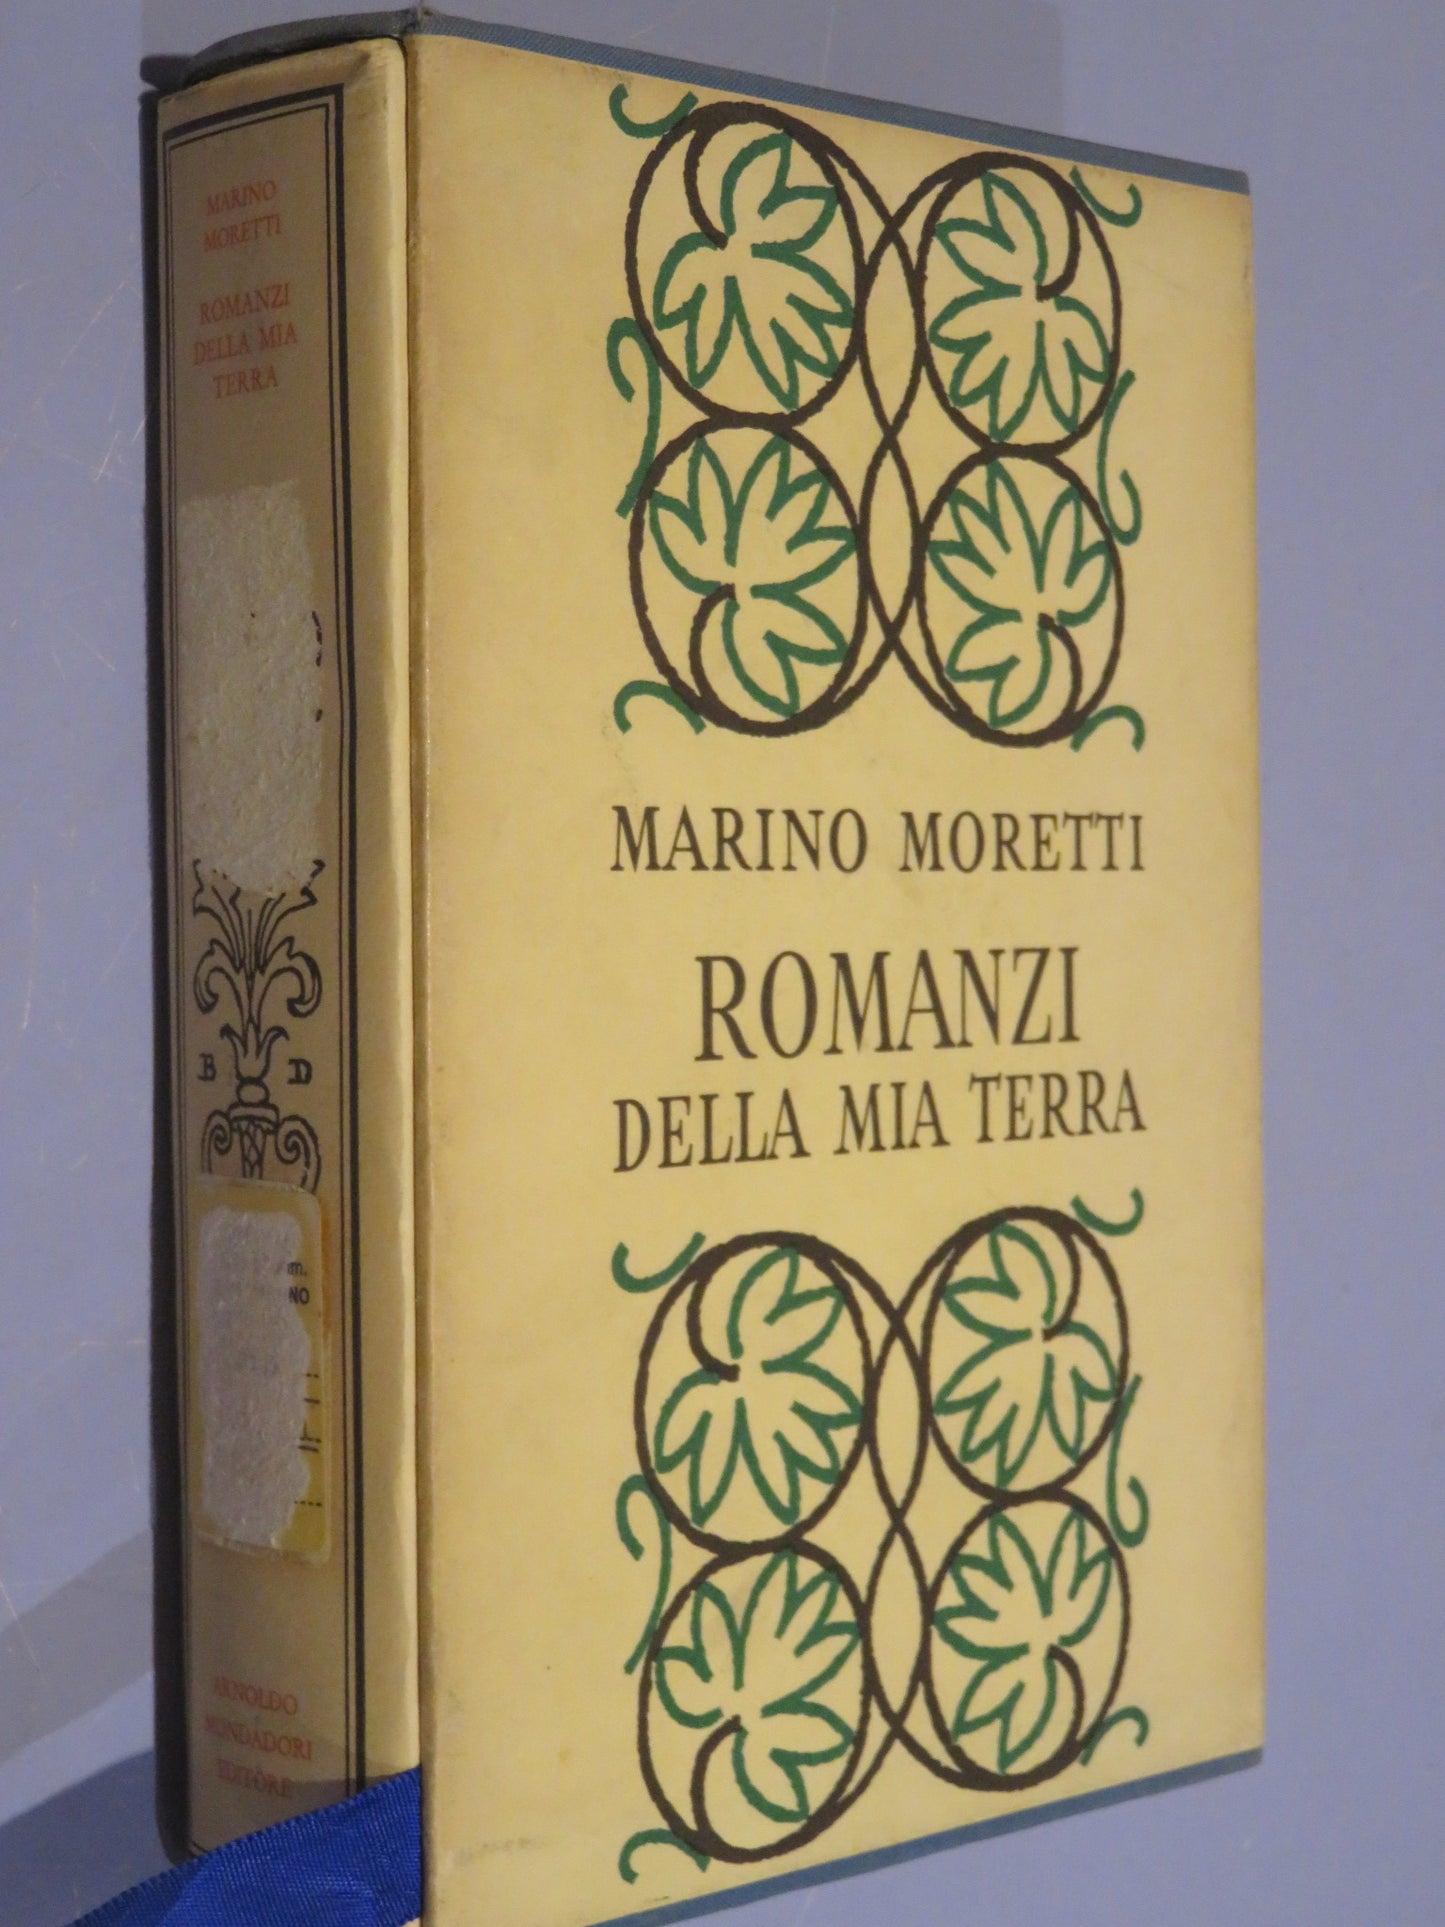 MARINO
MORETTI
ROMANZI
DELLA MIA
TERRA
B D
m.
NO
ARNOLDO
MONDADORI
EDITORE
MARINO MORETTI
ROMANZI
DELLA MIA TERRA